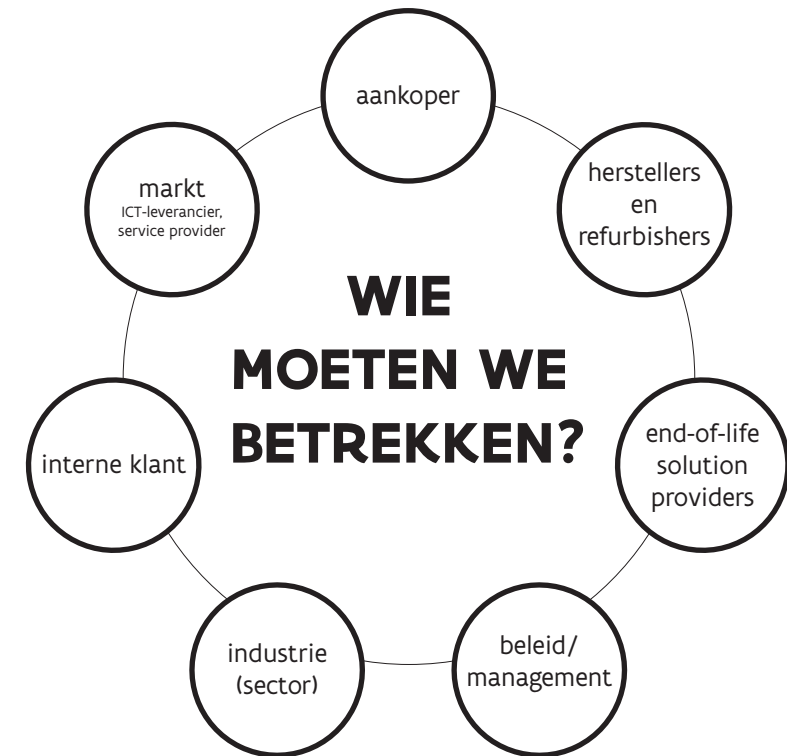 aankoper
herstellers
en
refurbishers
end-of-life
solution
providers
beleid/
management
industrie
(sector)
interne klant
markt
ICT-leverancier,
service provider
WIE
MOETEN WE
BETREKKEN?